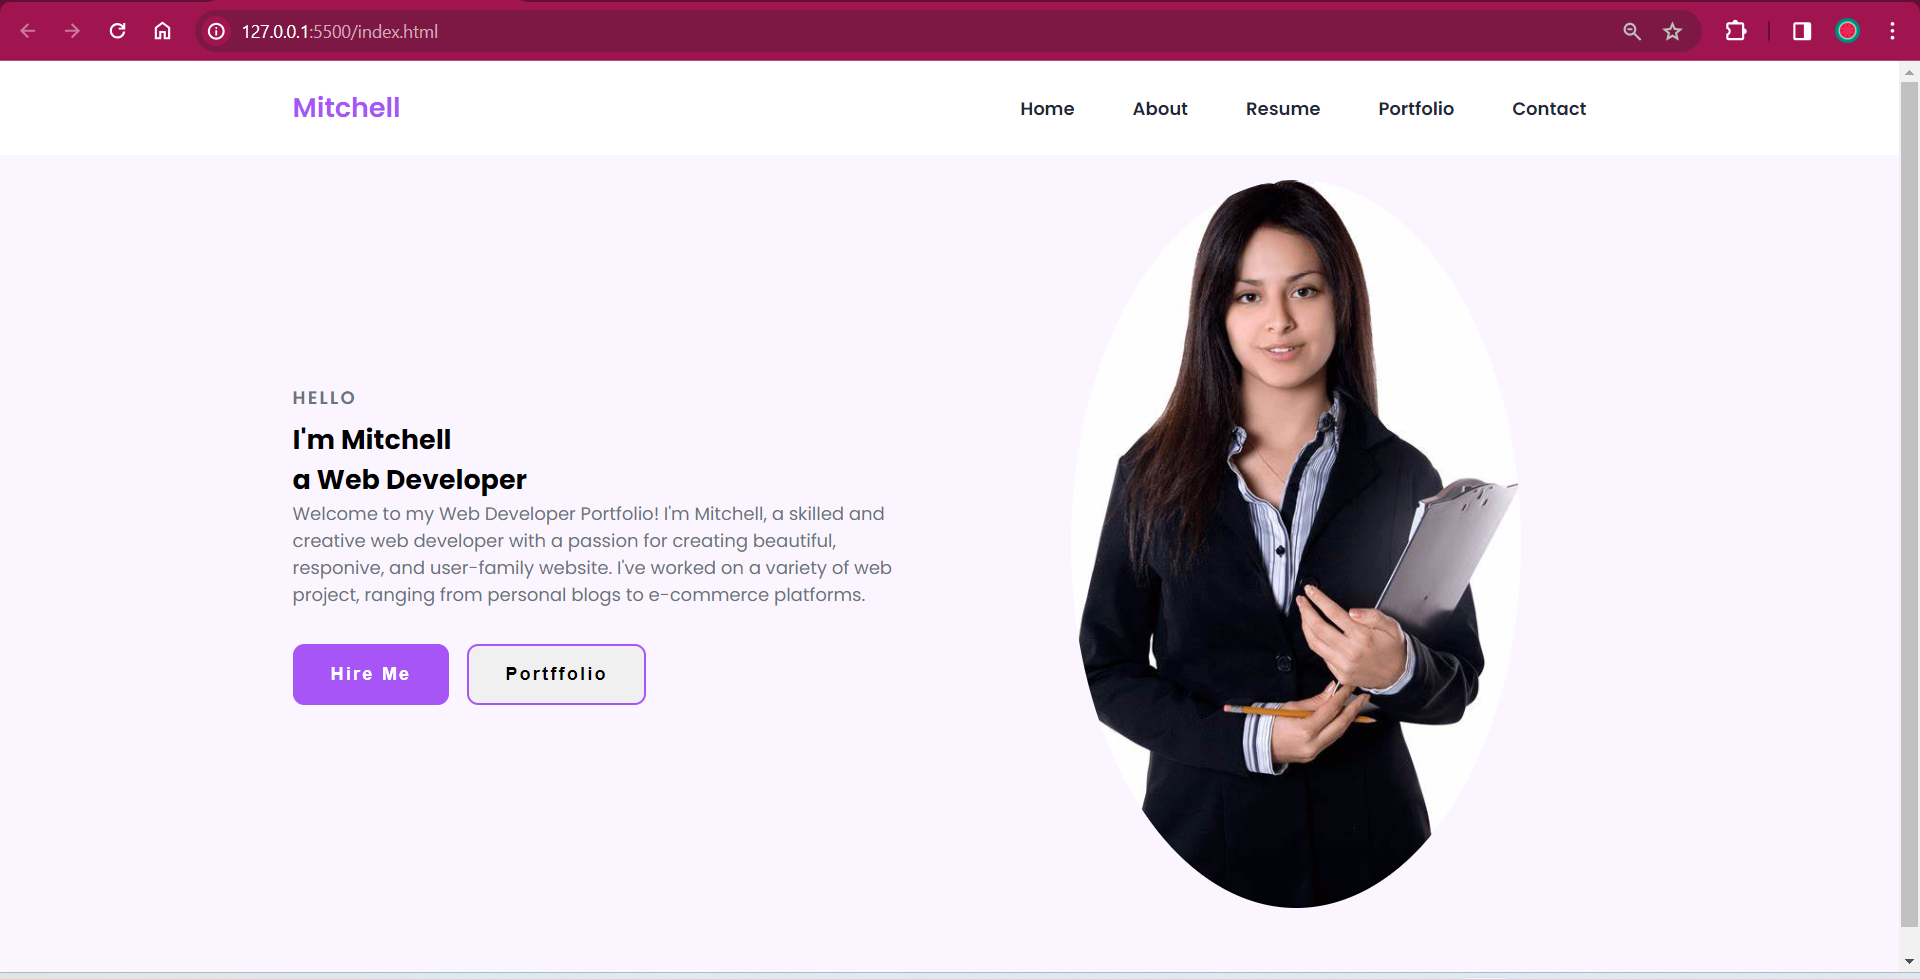 127.0.0.1:5500/index.html
Mitchell
Home About Resume Portfolio Contact
HELLO
I'm Mitchell
a Web Developer
Welcome to my Web Developer Portfolio! I'm Mitchell, a skilled and
creative web developer with a passion for creating beautiful,
responive, and user-family website. I've worked on a variety of web
project, ranging from personal blogs to e-commerce platforms.
Hire Me Portffolio